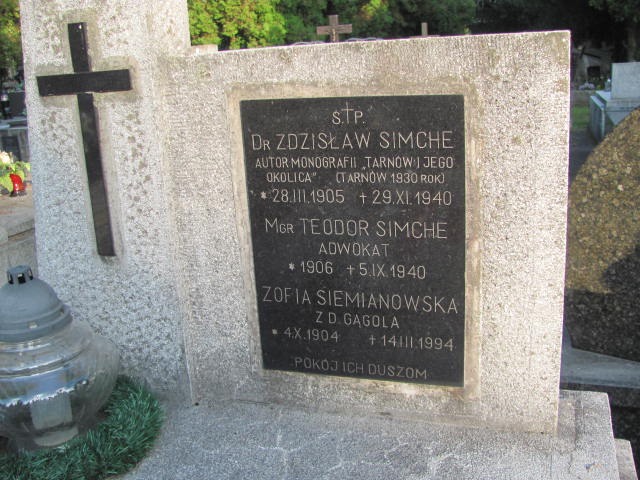 Ś.†P.
DR ZDZISŁAW SIMCHE
AUTOR MONOGRAFII „TARNÓW I JEGO
OKOLICA" (TARNÓW 1930 ROK)
* 28.III.1905 + 29.XI.1940
MGR TEODOR SIMCHE
ADWOKAT
* 1906 + 5.IX.1940
ZOFIA SIEMIANOWSKA
Z D. GĄGOLA
* 4.X.1904 + 14.III.1994
POKÓJ ICH DUSZOM